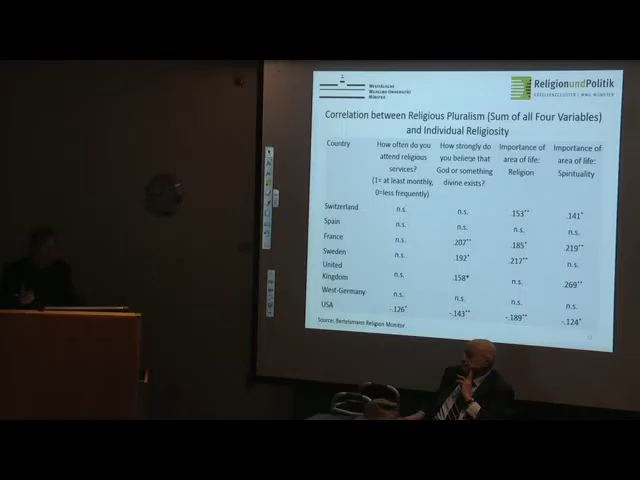 WESTFÄLISCHE
WILHELMS-UNIVERSITÄT
MÜNSTER
ReligionundPolitik
EXZELLENZCLUSTER | WWU MÜNSTER
Correlation between Religious Pluralism (Sum of all Four Variables)
and Individual Religiosity
Country How often do you attend religious services? (1= at least monthly, 0=less frequently) How strongly do you believe that God or something divine exists? Importance of area of life: Religion Importance of area of life: Spirituality
Switzerland n.s. n.s. .153** .141*
Spain n.s. n.s. n.s. n.s.
France n.s. .207** .185* .219**
Sweden n.s. .192* .217** n.s.
United Kingdom n.s. .158* n.s. .269**
West-Germany n.s. n.s. n.s. n.s.
USA -.126* -.143** -.189** -.124*
Source: Bertelsmann Religion Monitor